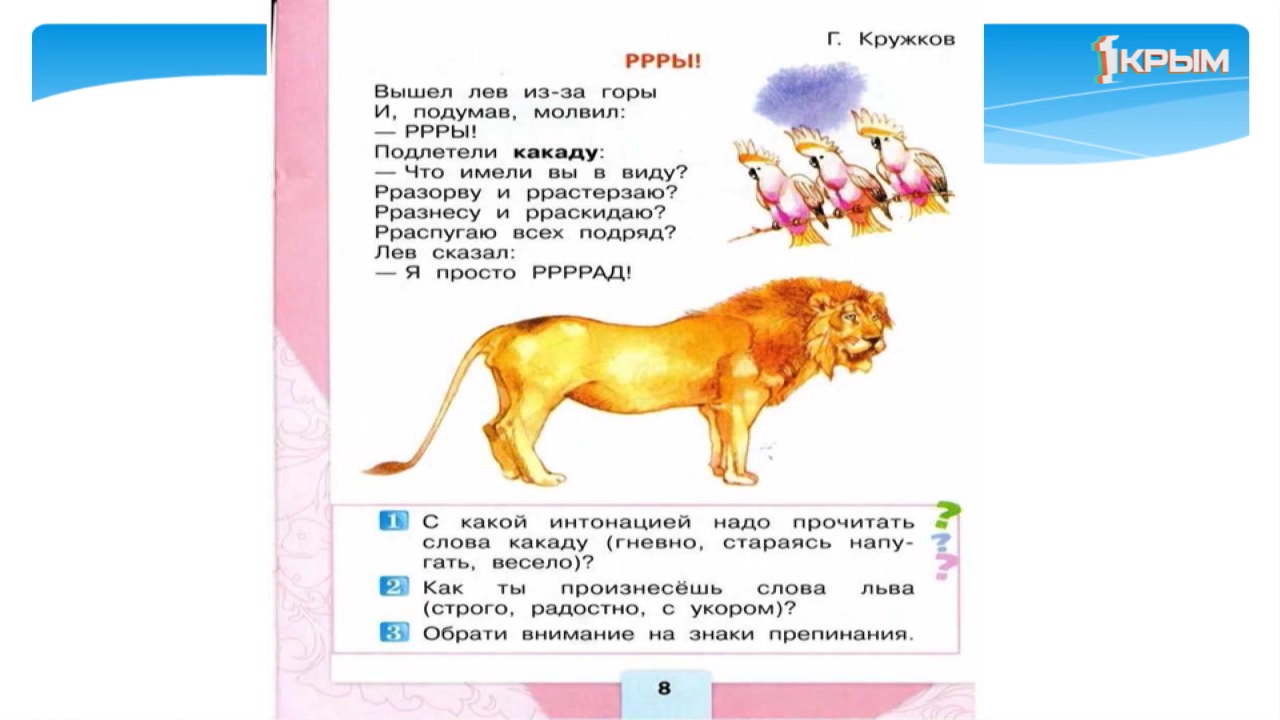 Г. Кружков
РРРЫ!
Вышел лев из-за горы
И, подумав, молвил:
— РРРЫ!
Подлетели какаду:
— Что имели вы в виду?
Рразорву и ррастерзаю?
Рразнесу и рраскидаю?
Рраспугаю всех подряд?
Лев сказал:
— Я просто РРРРАД!
1 С какой интонацией надо прочитать
слова какаду (гневно, стараясь напу-
гать, весело)?
2 Как ты произнесёшь слова льва
(строго, радостно, с укором)?
3 Обрати внимание на знаки препинания.
?
?
?
8
1КРЫМ